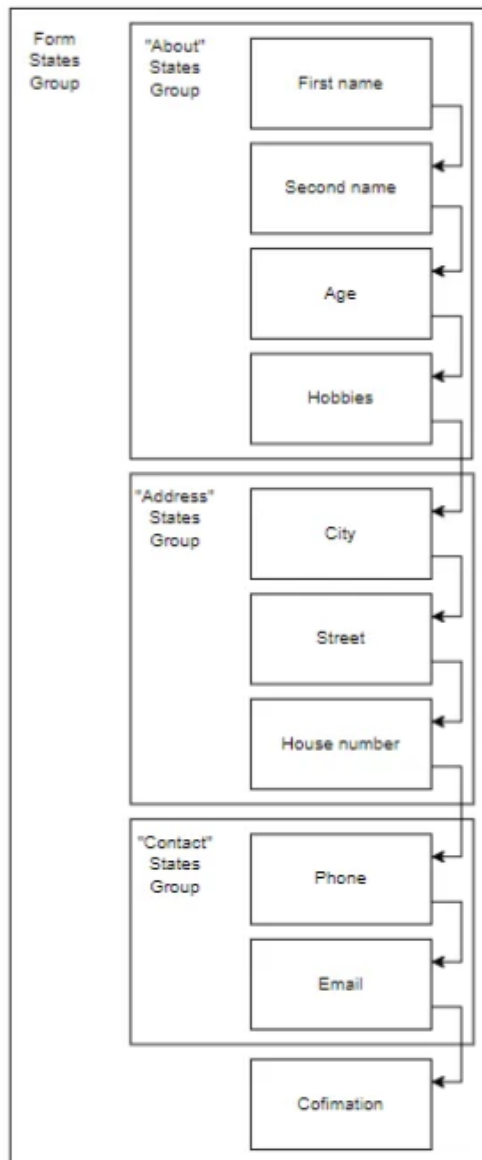 Form
States
Group
"About"
States
Group
First name
Second name
Age
Hobbies
"Address"
States
Group
City
Street
House number
"Contact"
States
Group
Phone
Email
Cofimation